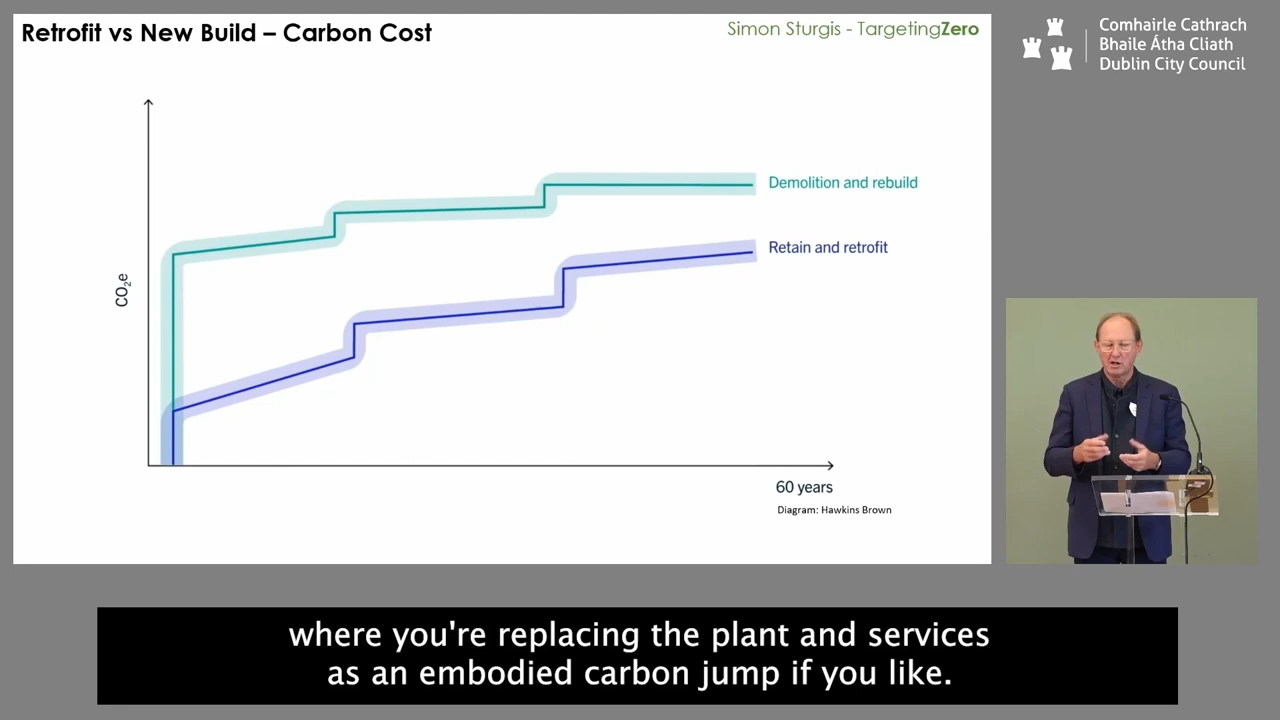 Retrofit vs New Build – Carbon Cost
Simon Sturgis - TargetingZero
Comhairle Cathrach
Bhaile Átha Cliath
Dublin City Council
Demolition and rebuild
Retain and retrofit
CO₂e
60 years
Diagram: Hawkins Brown
where you're replacing the plant and services
as an embodied carbon jump if you like.